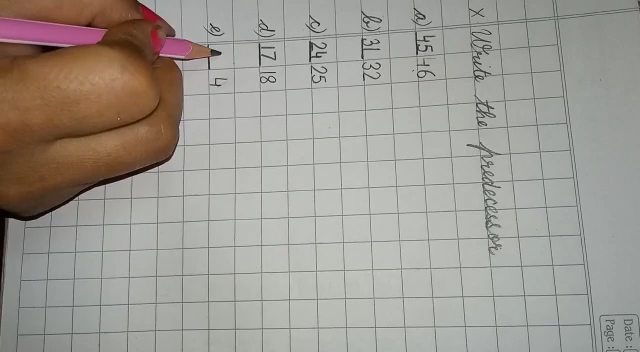 Date :
Page :
X Write the predecessor
a) 45 46
b) 31 32
c) 24 25
d) 17 18
e) 4